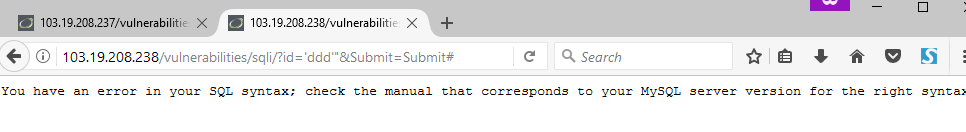 103.19.208.237/vulnerabilitie
103.19.208.238/vulnerabilitie
103.19.208.238/vulnerabilities/sqli/?id='ddd'"&Submit=Submit#
Search
You have an error in your SQL syntax; check the manual that corresponds to your MySQL server version for the right syntax